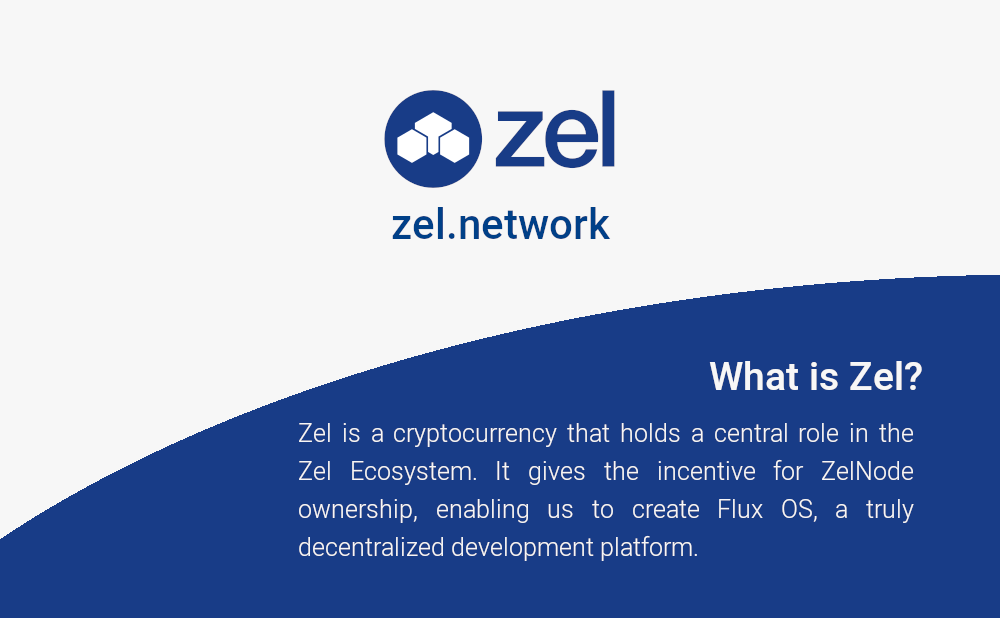 zel
zel.network
What is Zel?
Zel is a cryptocurrency that holds a central role in the
Zel Ecosystem. It gives the incentive for ZelNode
ownership, enabling us to create Flux OS, a truly
decentralized development platform.